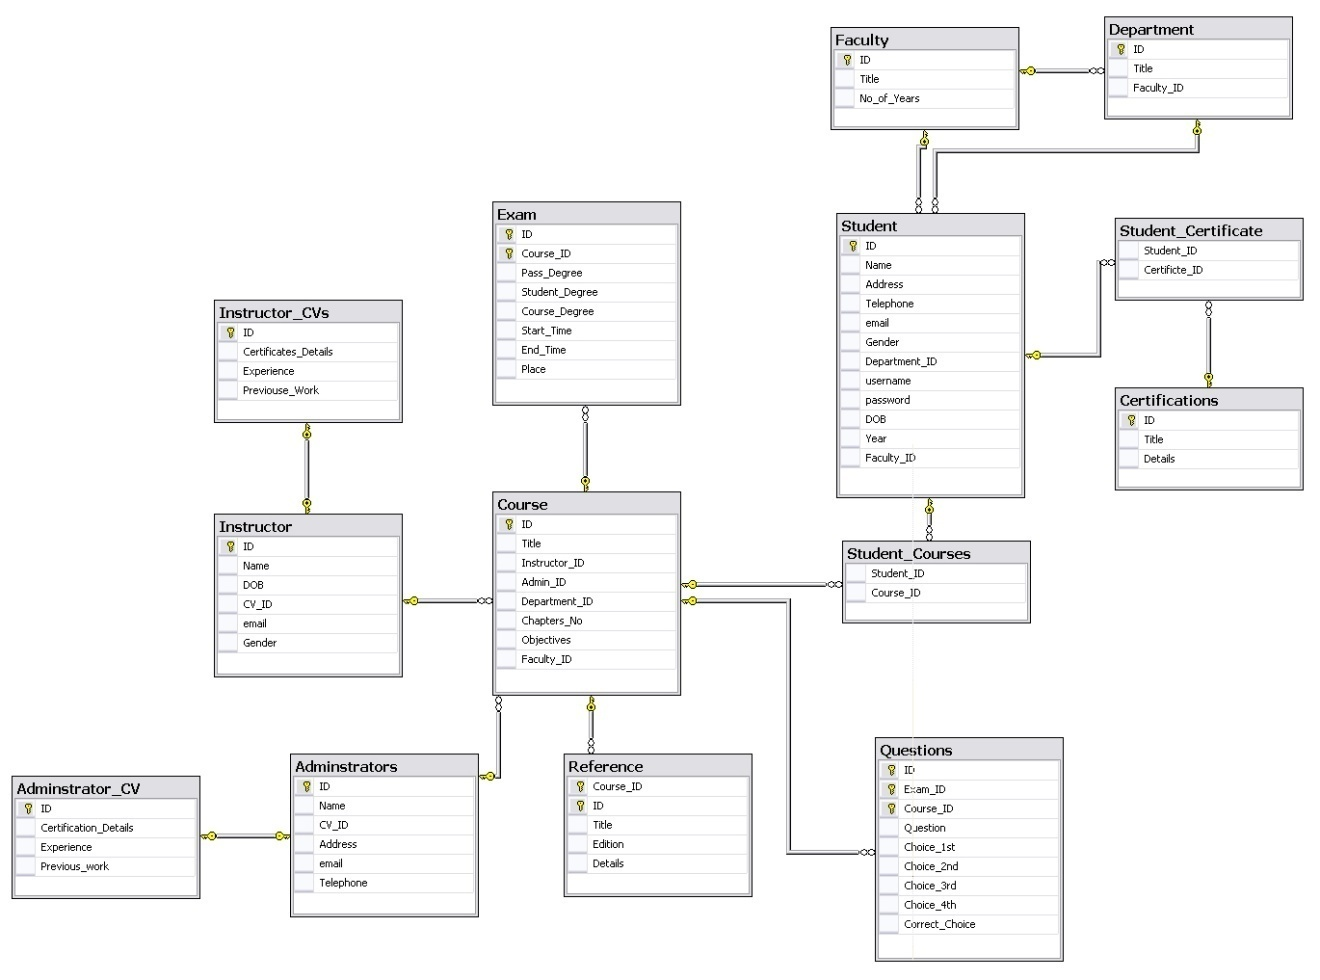 Faculty
ID
Title
No_of_Years
Department
ID
Title
Faculty_ID
Exam
ID
Course_ID
Pass_Degree
Student_Degree
Course_Degree
Start_Time
End_Time
Place
Student
ID
Name
Address
Telephone
email
Gender
Department_ID
username
password
DOB
Year
Faculty_ID
Student_Certificate
Student_ID
Certificte_ID
Instructor_CVs
ID
Certificates_Details
Experience
Previouse_Work
Certifications
ID
Title
Details
Instructor
ID
Name
DOB
CV_ID
email
Gender
Course
ID
Title
Instructor_ID
Admin_ID
Department_ID
Chapters_No
Objectives
Faculty_ID
Student_Courses
Student_ID
Course_ID
Adminstrator_CV
ID
Certification_Details
Experience
Previous_work
Adminstrators
ID
Name
CV_ID
Address
email
Telephone
Reference
Course_ID
ID
Title
Edition
Details
Questions
ID
Exam_ID
Course_ID
Question
Choice_1st
Choice_2nd
Choice_3rd
Choice_4th
Correct_Choice